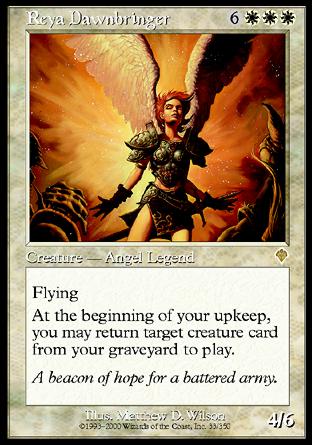 Reya Dawnbringer 6
Creature — Angel Legend
Flying
At the beginning of your upkeep,
you may return target creature card
from your graveyard to play.
A beacon of hope for a battered army.
Illus. Matthew D. Wilson
©1993–2000 Wizards of the Coast, Inc. 33/350
4/6